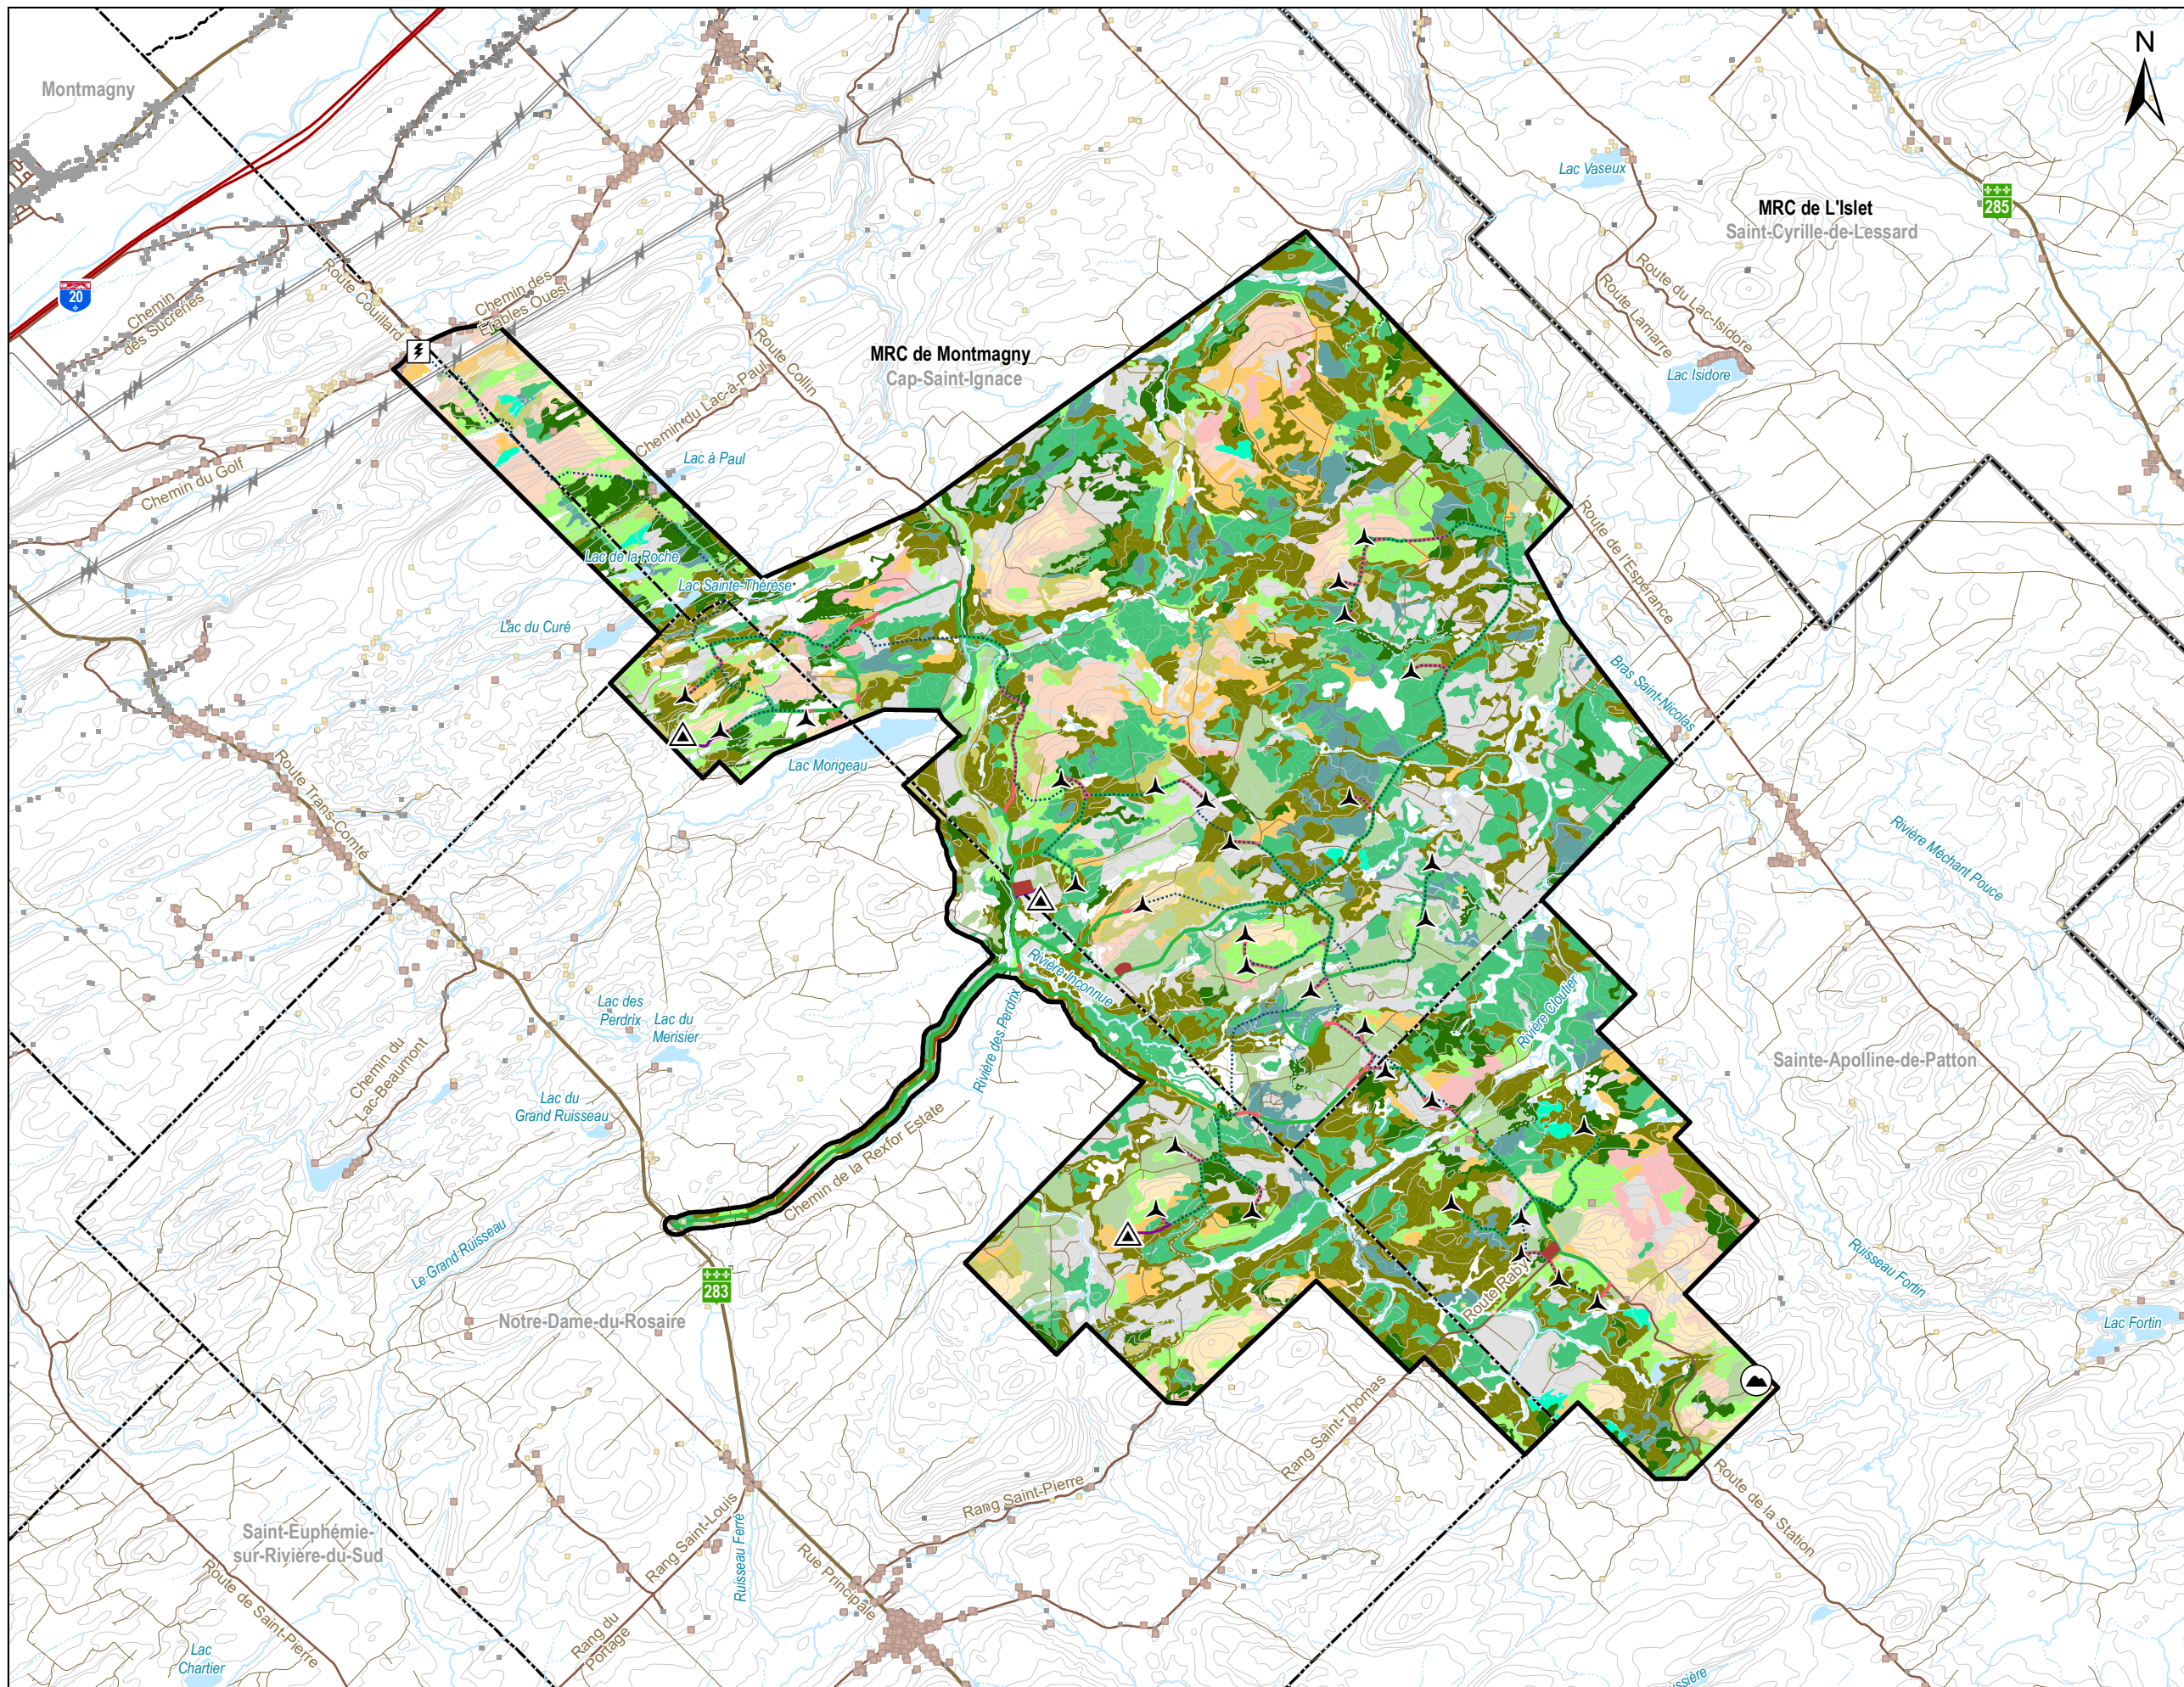 N
Montmagny
Lac Vaseux
MRC de L'Islet
Saint-Cyrille-de-Lessard
285
20
Route Couillard
Chemin
des Sucreries
Chemin des
Érables Ouest
Route du Lac-Isidore
Route Lamarre
Lac Isidore
Route Collin
MRC de Montmagny
Cap-Saint-Ignace
Chemin du Lac-à-Paul
Lac à Paul
Chemin du Golf
Route de l'Espérance
Lac de la Roche
Lac Sainte-Thérèse
Lac du Curé
Bras Saint-Nicolas
Lac Morigeau
Route Trans-Comté
Rivière Méchant Pouce
Rivière Inconnue
Rivière des Perdrix
Rivière Cloutier
Lac des
Perdrix
Lac du
Merisier
Chemin du
Lac-Beaumont
Lac du
Grand Ruisseau
Sainte-Apolline-de-Patton
Chemin de la Rexfor Estate
Le Grand Ruisseau
283
Notre-Dame-du-Rosaire
Route Raby
Ruisseau Fortin
Lac Fortin
Rang Saint-Thomas
Rang Saint-Pierre
Route de la Station
Rang Saint-Louis
Ruisseau Ferré
Rue Principale
Saint-Euphémie-
sur-Rivière-du-Sud
Route de Saint-Pierre
Rang du
Portage
Lac
Chartier
ssière